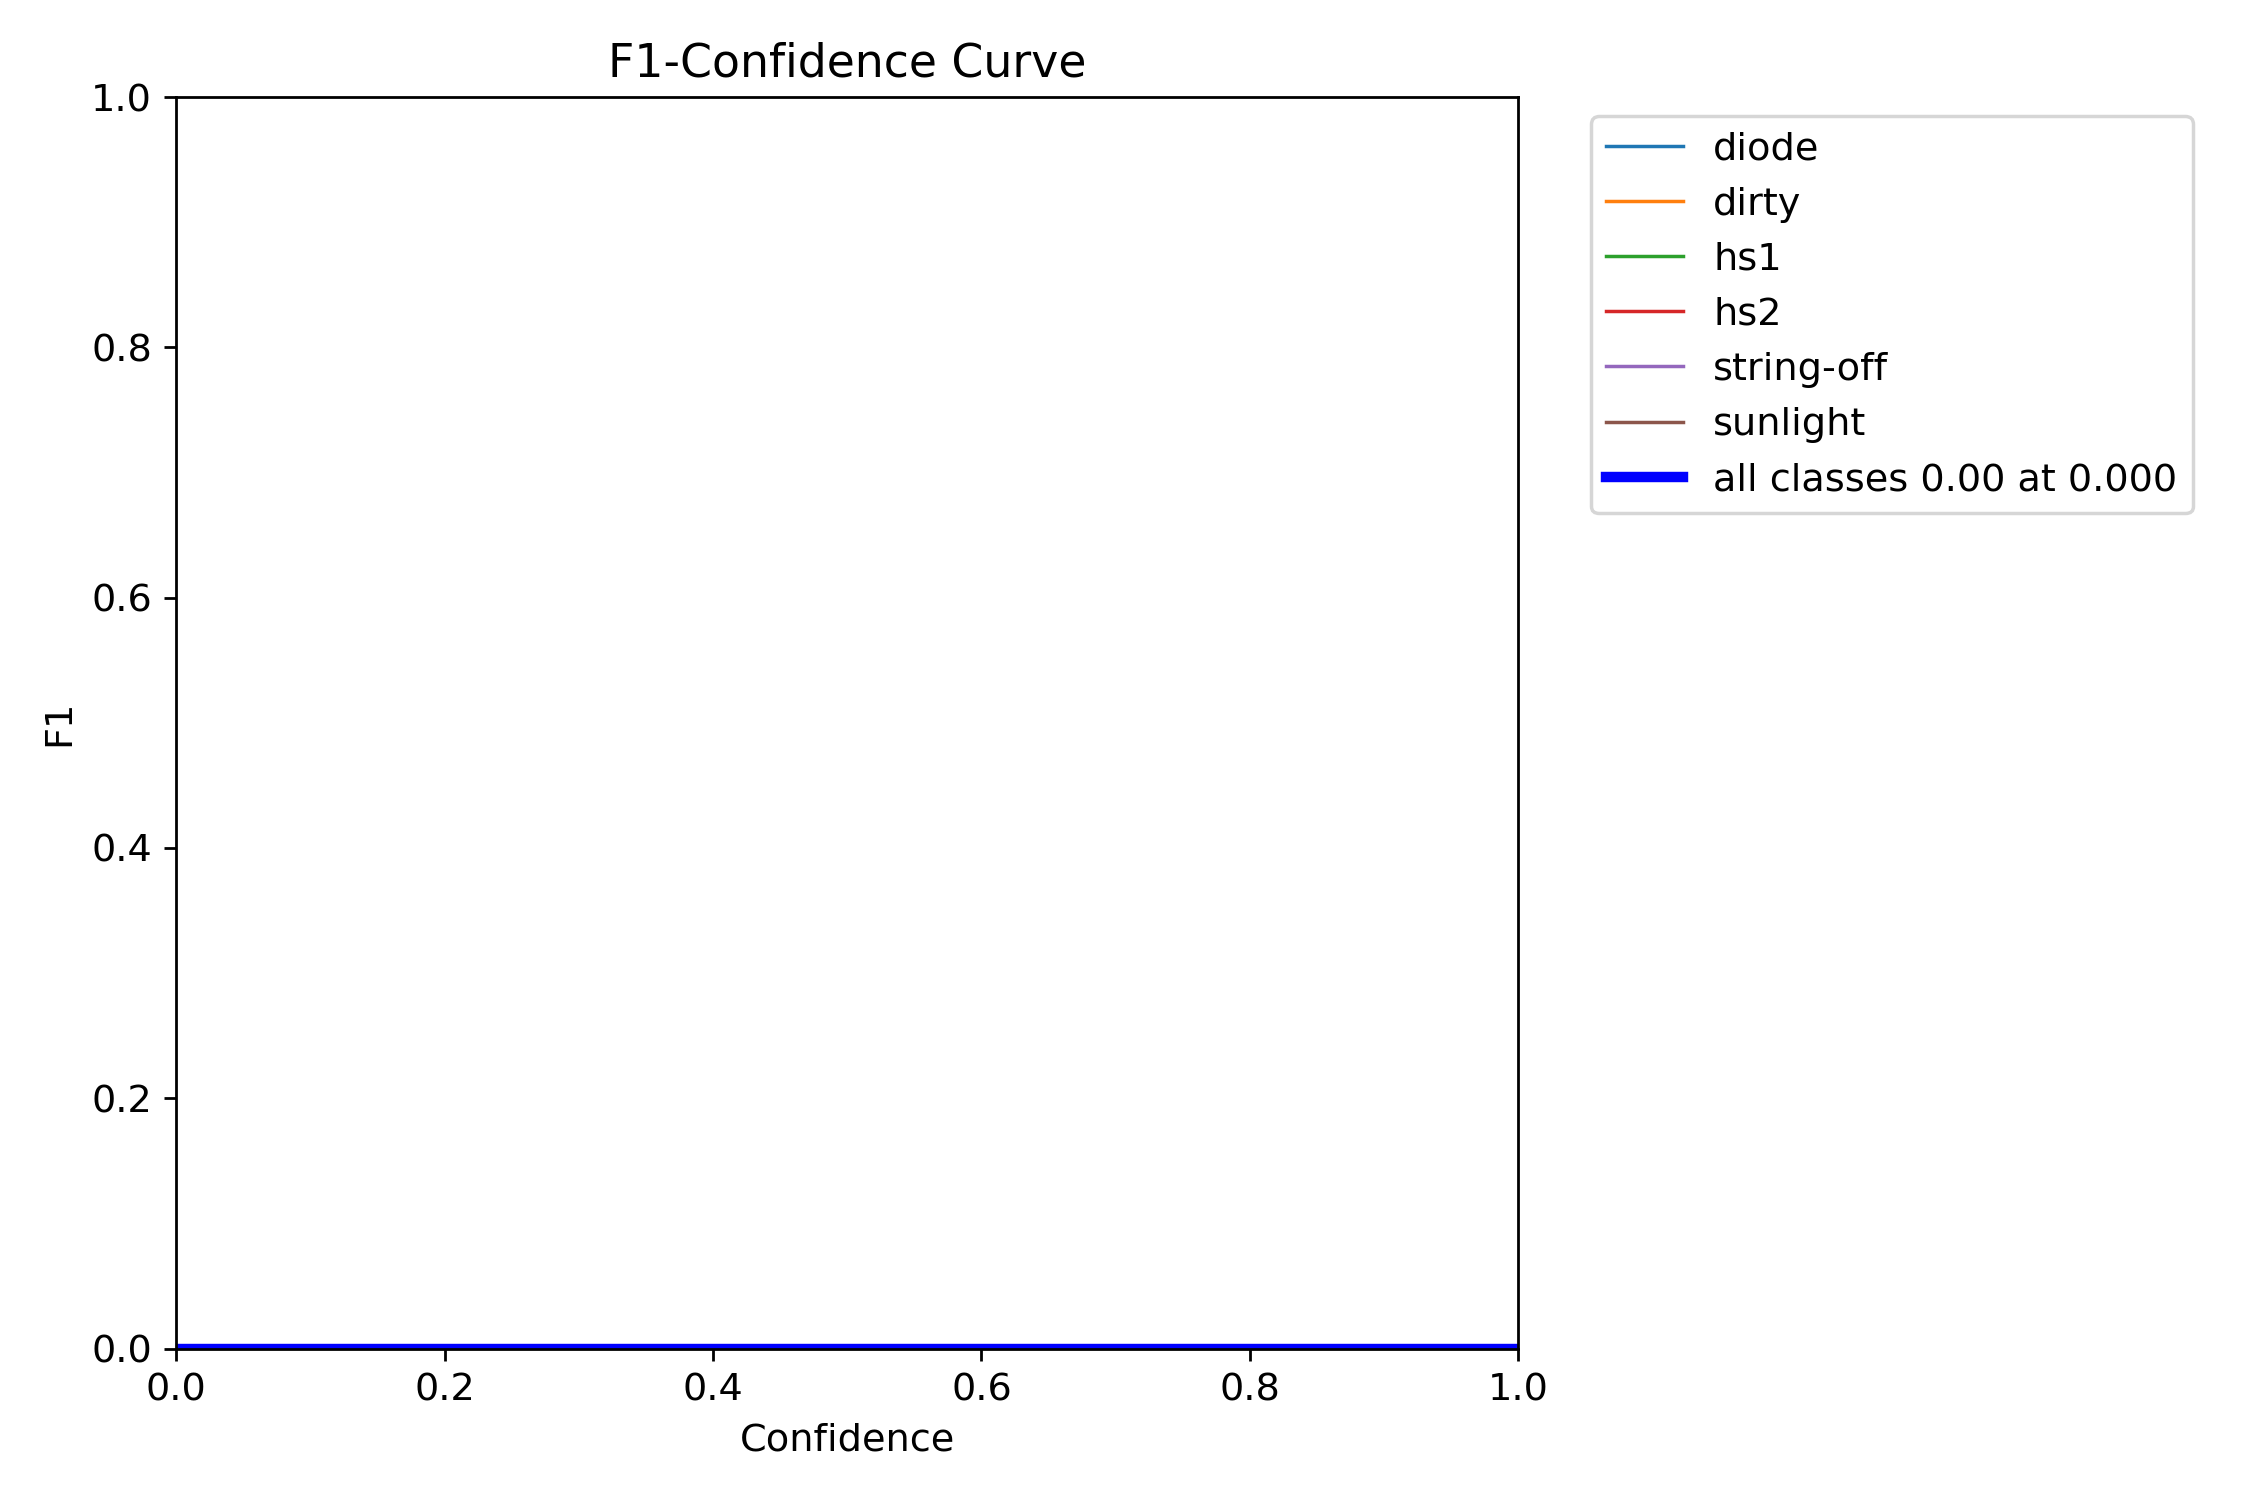 F1-Confidence Curve
1.0
0.8
0.6
0.4
0.2
0.0
F1
0.0 0.2 0.4 0.6 0.8 1.0
Confidence
diode
dirty
hs1
hs2
string-off
sunlight
all classes 0.00 at 0.000